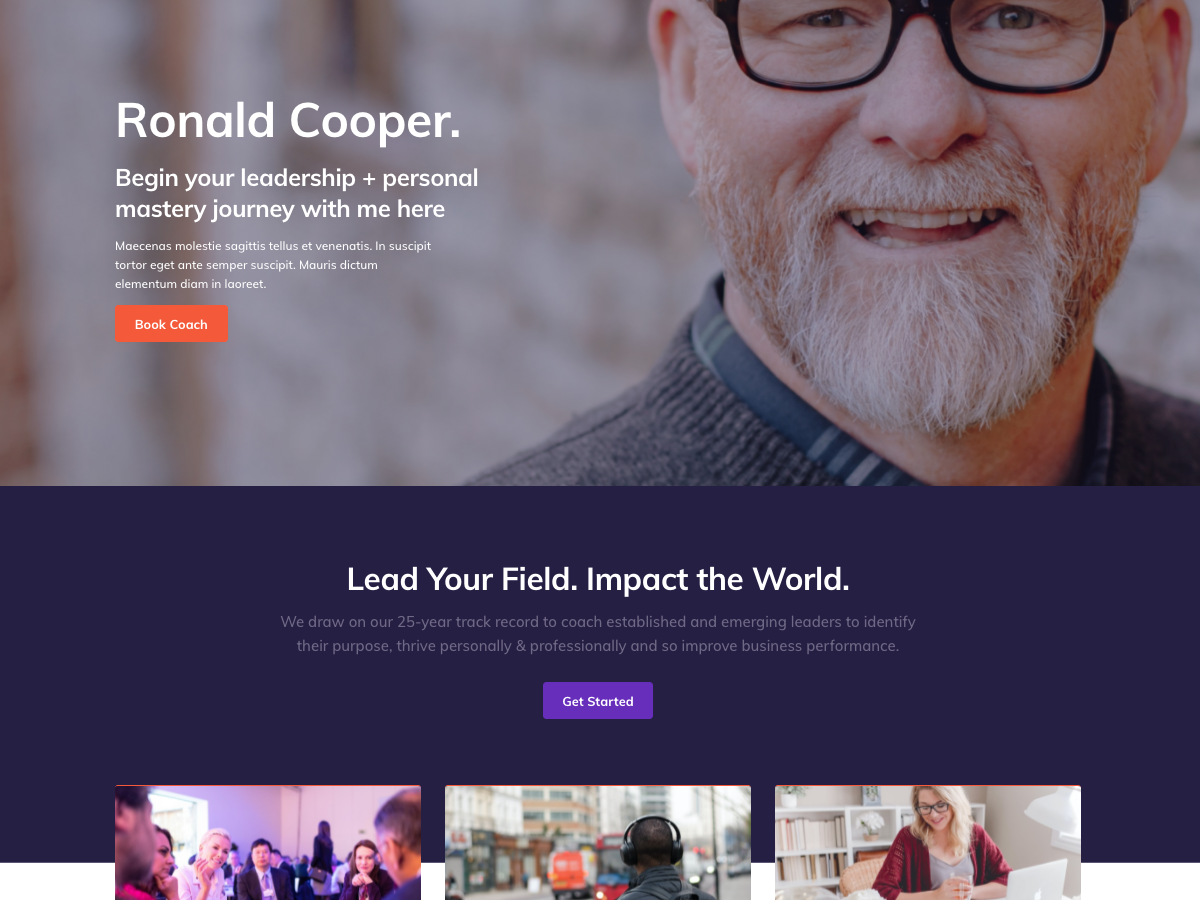 Ronald Cooper.
Begin your leadership + personal
mastery journey with me here
Maecenas molestie sagittis tellus et venenatis. In suscipit
tortor eget ante semper suscipit. Mauris dictum
elementum diam in laoreet.
Book Coach
Lead Your Field. Impact the World.
We draw on our 25-year track record to coach established and emerging leaders to identify
their purpose, thrive personally & professionally and so improve business performance.
Get Started